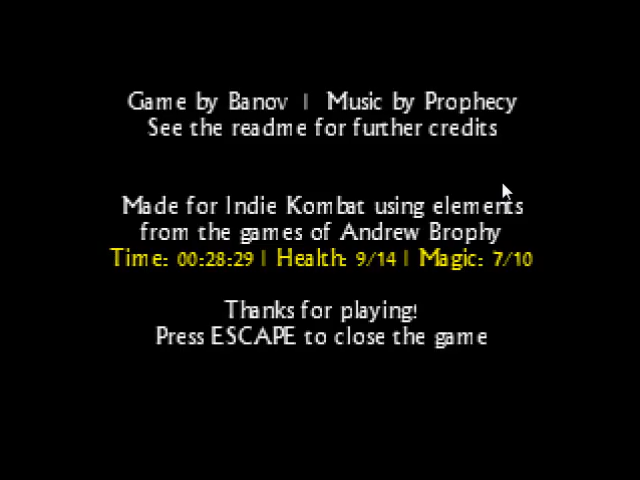 Game by Banov | Music by Prophecy
See the readme for further credits
Made for Indie Kombat using elements
from the games of Andrew Brophy
Time: 00:28:29 | Health: 9/14 | Magic: 7/10
Thanks for playing!
Press ESCAPE to close the game